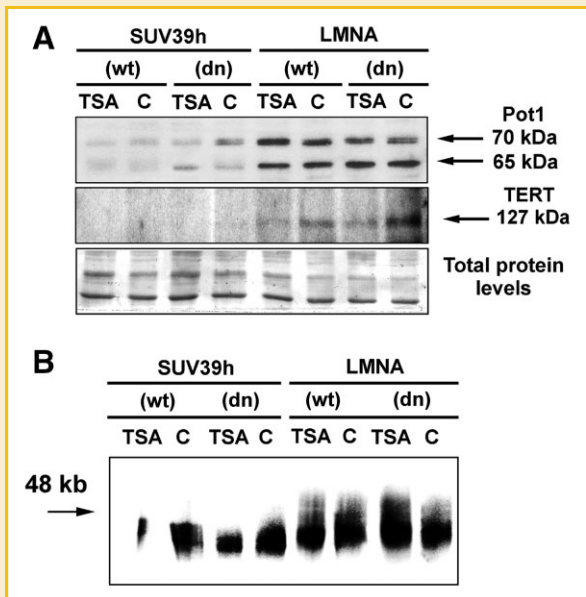 A
SUV39h LMNA
(wt) (dn) (wt) (dn)
TSA C TSA C TSA C TSA C
Pot1
70 kDa
65 kDa
TERT
127 kDa
Total protein
levels
B
SUV39h LMNA
(wt) (dn) (wt) (dn)
TSA C TSA C TSA C TSA C
48 kb